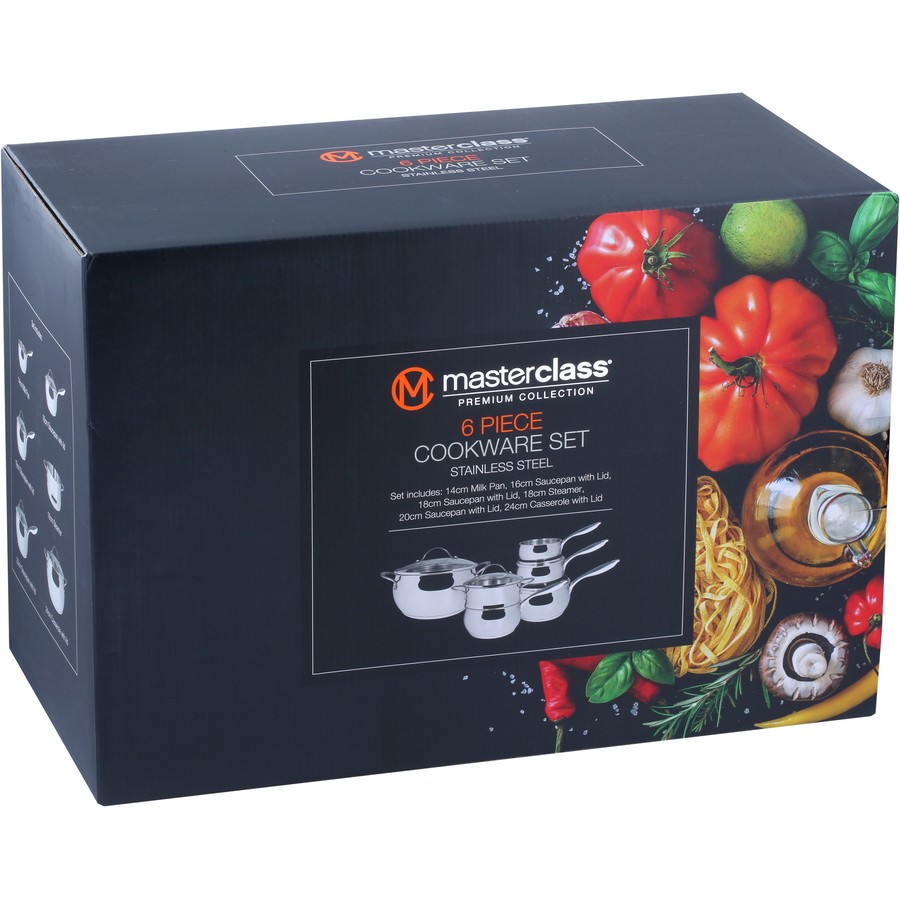 masterclass
PREMIUM COLLECTION
6 PIECE
COOKWARE SET
STAINLESS STEEL
masterclass®
PREMIUM COLLECTION
6 PIECE
COOKWARE SET
STAINLESS STEEL
Set includes: 14cm Milk Pan, 16cm Saucepan with Lid,
18cm Saucepan with Lid, 18cm Steamer,
20cm Saucepan with Lid, 24cm Casserole with Lid